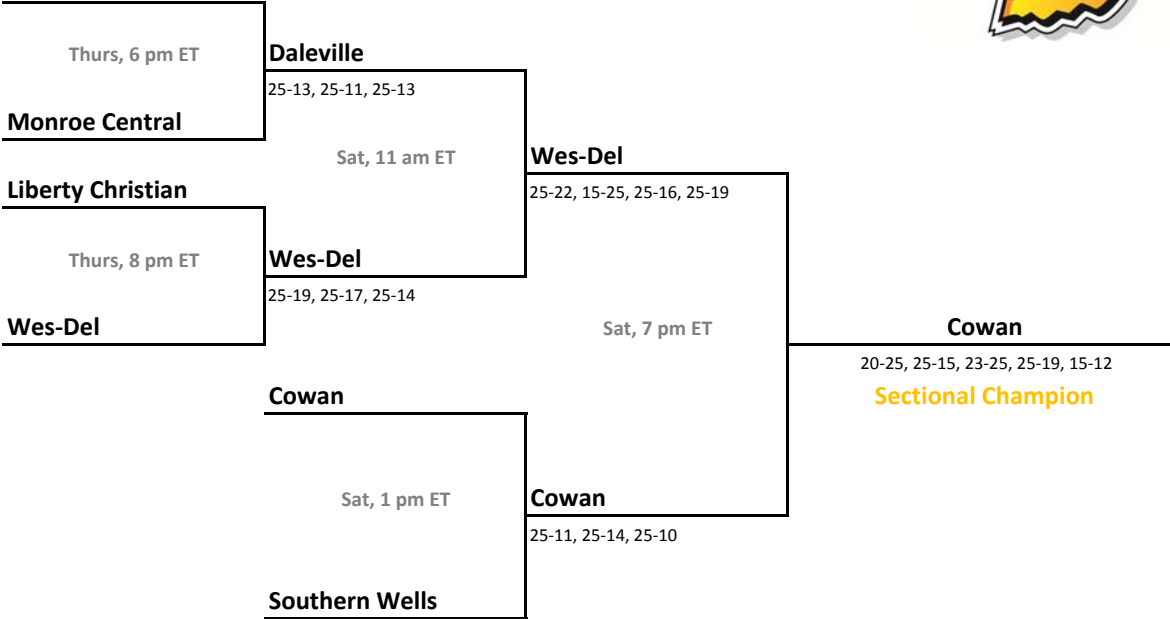 Thurs, 6 pm ET
Daleville
25-13, 25-11, 25-13
Monroe Central
Sat, 11 am ET
Wes-Del
25-22, 15-25, 25-16, 25-19
Liberty Christian
Thurs, 8 pm ET
Wes-Del
25-19, 25-17, 25-14
Wes-Del
Sat, 7 pm ET
Cowan
20-25, 25-15, 23-25, 25-19, 15-12
Sectional Champion
Cowan
Sat, 1 pm ET
Cowan
25-11, 25-14, 25-10
Southern Wells